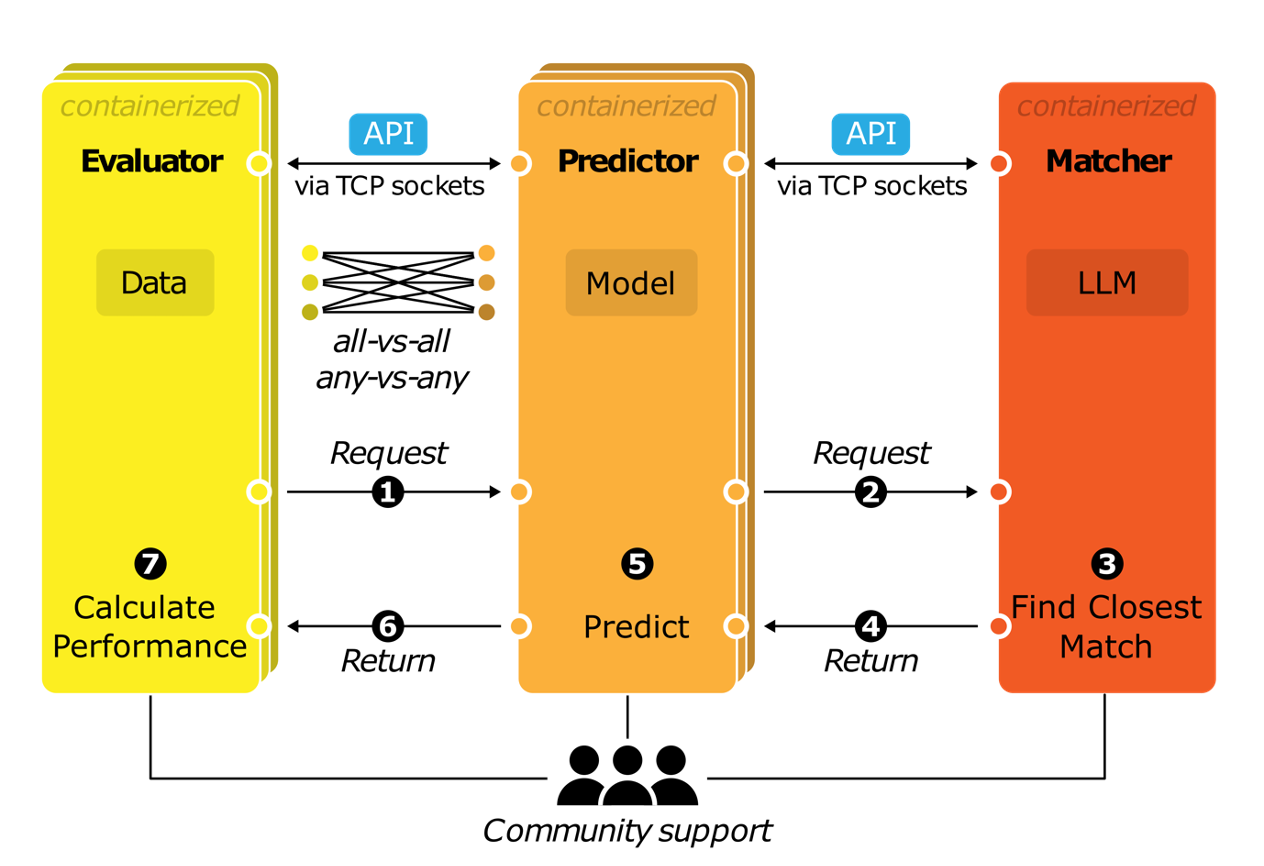 containerized
Evaluator
Data
7
Calculate
Performance
API
via TCP sockets
all-vs-all
any-vs-any
Request
1
6
Return
containerized
Predictor
Model
5
Predict
API
via TCP sockets
Request
2
4
Return
containerized
Matcher
LLM
3
Find Closest
Match
Community support